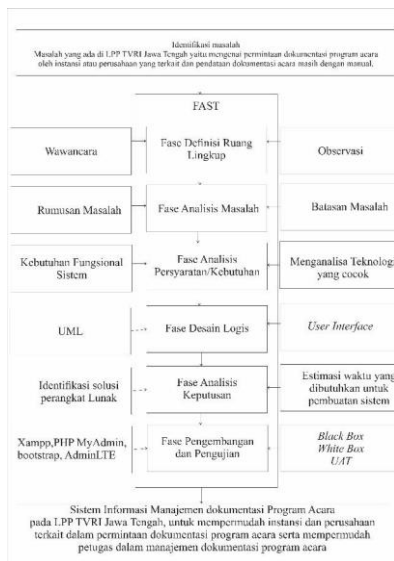 Identifikasi masalah
Masalah yang ada di LPP TVRI Jawa Tengah yaitu mengenai permintaan dokumentasi program acara
oleh instansi atau perusahaan yang terkait dan pendataan dokumentasi acara masih dengan manual.
FAST
Wawancara
Fase Definisi Ruang
Lingkup
Observasi
Rumusan Masalah
Fase Analisis Masalah
Batasan Masalah
Kebutuhan Fungsional
Sistem
Fase Analisis
Persyaratan/Kebutuhan
Menganalisa Teknologi
yang cocok
UML
Fase Desain Logis
User Interface
Identifikasi solusi
perangkat Lunak
Fase Analisis
Keputusan
Estimasi waktu yang
dibutuhkan untuk
pembuatan sistem
Xampp,PHP MyAdmin,
bootstrap, AdminLTE
Fase Pengembangan
dan Pengujian
Black Box
White Box
UAT
Sistem Informasi Manajemen dokumentasi Program Acara
pada LPP TVRI Jawa Tengah, untuk mempermudah instansi dan perusahaan
terkait dalam permintaan dokumentasi program acara serta mempermudah
petugas dalam manajemen dokumentasi program acara